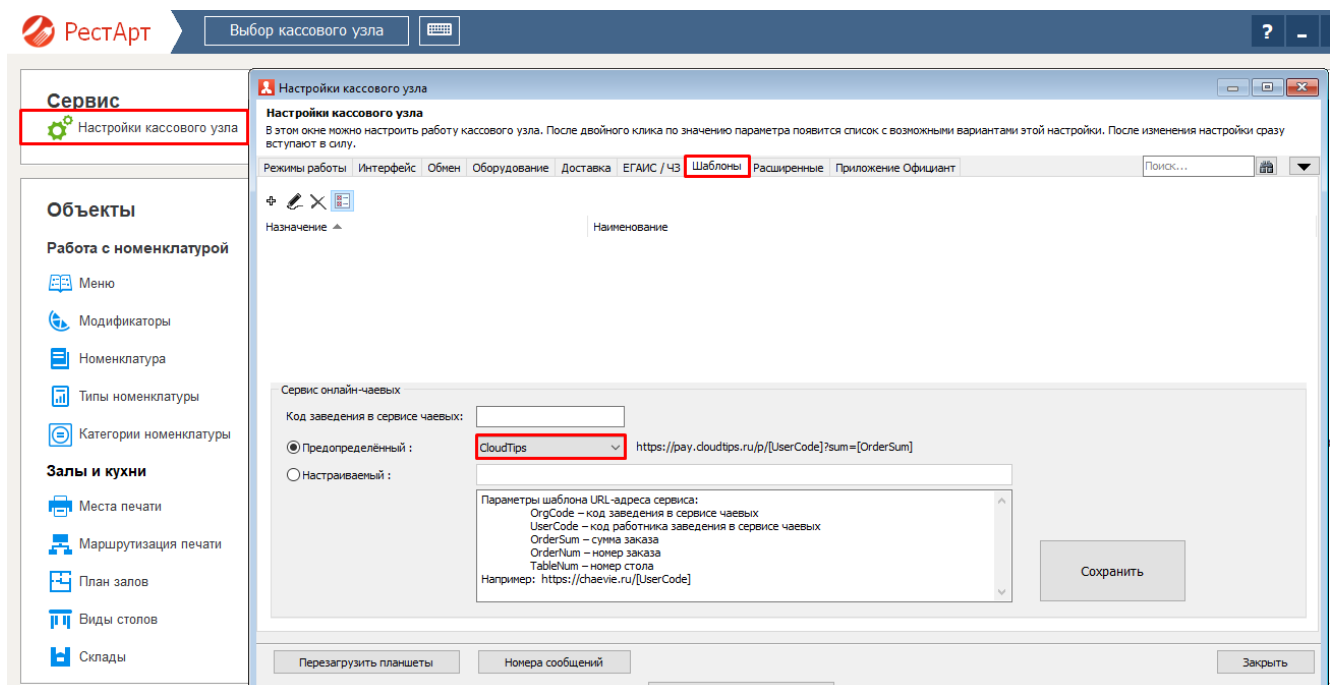 РестАрт
Выбор кассового узла
?
Сервис
Настройки кассового узла
Объекты
Работа с номенклатурой
Меню
Модификаторы
Номенклатура
Типы номенклатуры
Категории номенклатуры
Залы и кухни
Места печати
Маршрутизация печати
План залов
Виды столов
Склады
Настройки кассового узла
Настройки кассового узла
В этом окне можно настроить работу кассового узла. После двойного клика по значению параметра появится список с возможными вариантами этой настройки. После изменения настройки сразу
вступают в силу.
Режимы работы Интерфейс Обмен Оборудование Доставка ЕГАИС / ЧЗ Шаблоны Расширенные Приложение Официант Поиск...
Назначение Наименование
Сервис онлайн-чаевых
Код заведения в сервисе чаевых:
Предопределённый : CloudTips https://pay.cloudtips.ru/p/[UserCode]?sum=[OrderSum]
Настраиваемый :
Параметры шаблона URL-адреса сервиса:
OrgCode – код заведения в сервисе чаевых
UserCode – код работника заведения в сервисе чаевых
OrderSum – сумма заказа
OrderNum – номер заказа
TableNum – номер стола
Например: https://chaevie.ru/[UserCode]
Сохранить
Перезагрузить планшеты Номера сообщений Закрыть